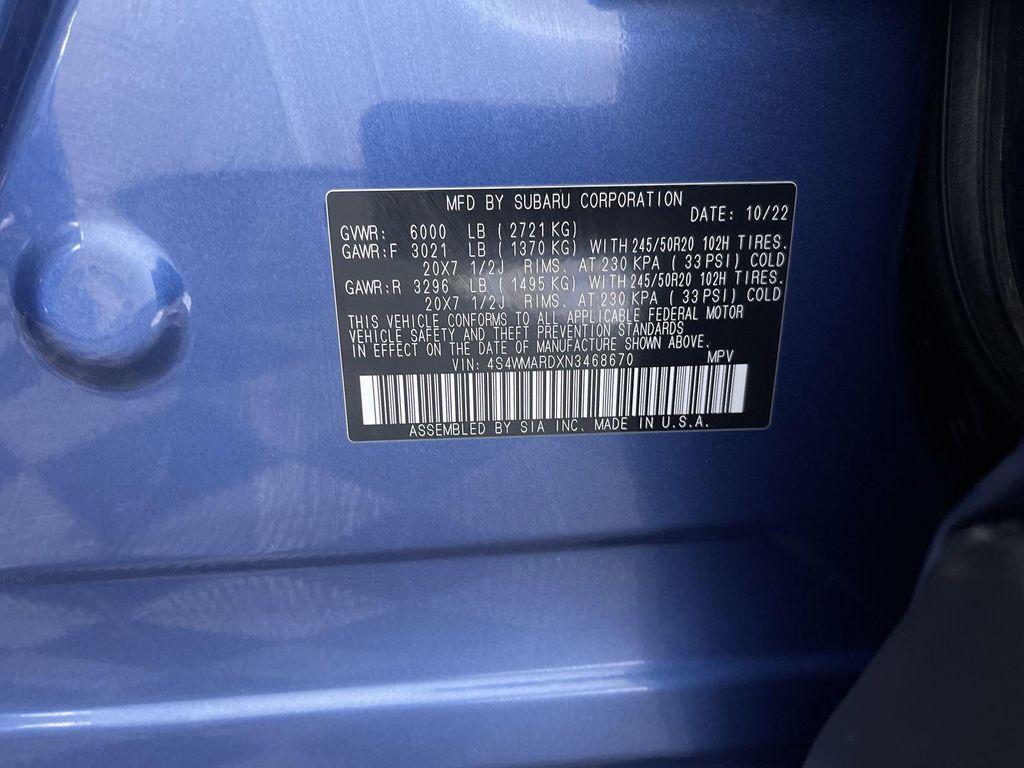 MFD BY SUBARU CORPORATION
DATE: 10/22
GVWR: 6000 LB ( 2721 KG)
GAWR:F 3021 LB ( 1370 KG) WITH 245/50R20 102H TIRES.
20X7 1/2J RIMS. AT 230 KPA ( 33 PSI) COLD
GAWR:R 3296 LB ( 1495 KG) WITH 245/50R20 102H TIRES.
20X7 1/2J RIMS. AT 230 KPA ( 33 PSI) COLD
THIS VEHICLE CONFORMS TO ALL APPLICABLE FEDERAL MOTOR
VEHICLE SAFETY AND THEFT PREVENTION STANDARDS
IN EFFECT ON THE DATE OF MANUFACTURE SHOWN ABOVE.
VIN: 4S4WMARDXN3468670 MPV
ASSEMBLED BY SIA INC. MADE IN U.S.A.